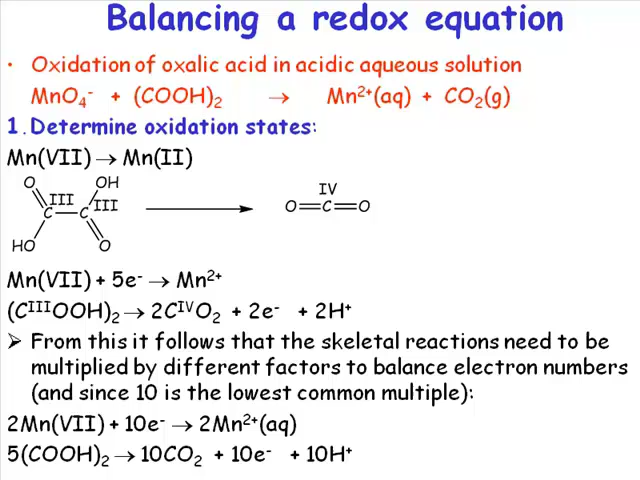 Balancing a redox equation
• Oxidation of oxalic acid in acidic aqueous solution
MnO₄⁻ + (COOH)₂ → Mn²⁺(aq) + CO₂(g)
1. Determine oxidation states:
Mn(VII) → Mn(II)
O OH IV
III
C – C III O=C=O
HO O
Mn(VII) + 5e⁻ → Mn²⁺
(CᴵᴵᴵOOH)₂ → 2CᴵⱽO₂ + 2e⁻ + 2H⁺
➢ From this it follows that the skeletal reactions need to be
multiplied by different factors to balance electron numbers
(and since 10 is the lowest common multiple):
2Mn(VII) + 10e⁻ → 2Mn²⁺(aq)
5(COOH)₂ → 10CO₂ + 10e⁻ + 10H⁺